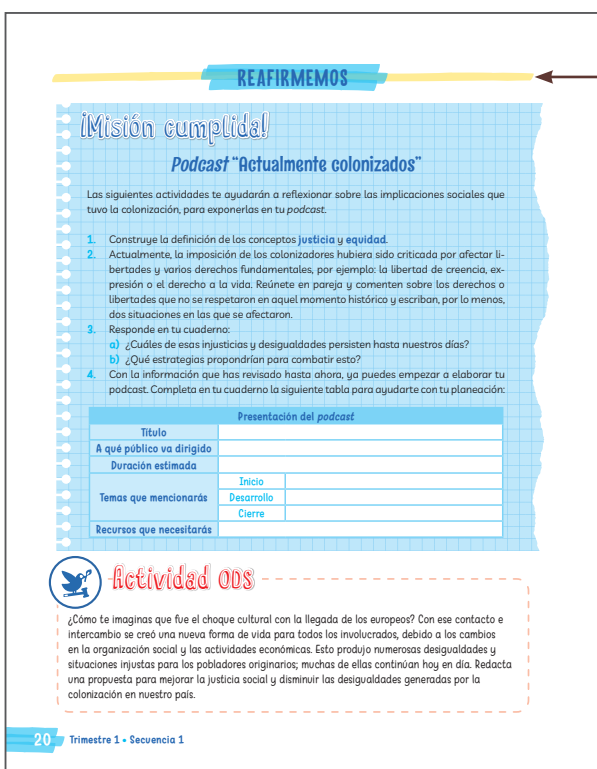 REAFIRMEMOS
¡Misión cumplida!
Podcast “Actualmente colonizados”
Las siguientes actividades te ayudarán a reflexionar sobre las implicaciones sociales que
tuvo la colonización, para exponerlas en tu podcast.
1. Construye la definición de los conceptos justicia y equidad.
2. Actualmente, la imposición de los colonizadores hubiera sido criticada por afectar li-
bertades y varios derechos fundamentales, por ejemplo: la libertad de creencia, ex-
presión o el derecho a la vida. Reúnete en pareja y comenten sobre los derechos o
libertades que no se respetaron en aquel momento histórico y escriban, por lo menos,
dos situaciones en las que se afectaron.
3. Responde en tu cuaderno:
a) ¿Cuáles de esas injusticias y desigualdades persisten hasta nuestros días?
b) ¿Qué estrategias propondrían para combatir esto?
4. Con la información que has revisado hasta ahora, ya puedes empezar a elaborar tu
podcast. Completa en tu cuaderno la siguiente tabla para ayudarte con tu planeación:
Presentación del podcast
Título
A qué público va dirigido
Duración estimada
Temas que mencionarás
Inicio
Desarrollo
Cierre
Recursos que necesitarás
Actividad ODS
¿Cómo te imaginas que fue el choque cultural con la llegada de los europeos? Con ese contacto e
intercambio se creó una nueva forma de vida para todos los involucrados, debido a los cambios
en la organización social y las actividades económicas. Esto produjo numerosas desigualdades y
situaciones injustas para los pobladores originarios; muchas de ellas continúan hoy en día. Redacta
una propuesta para mejorar la justicia social y disminuir las desigualdades generadas por la
colonización en nuestro país.
20 Trimestre 1 • Secuencia 1